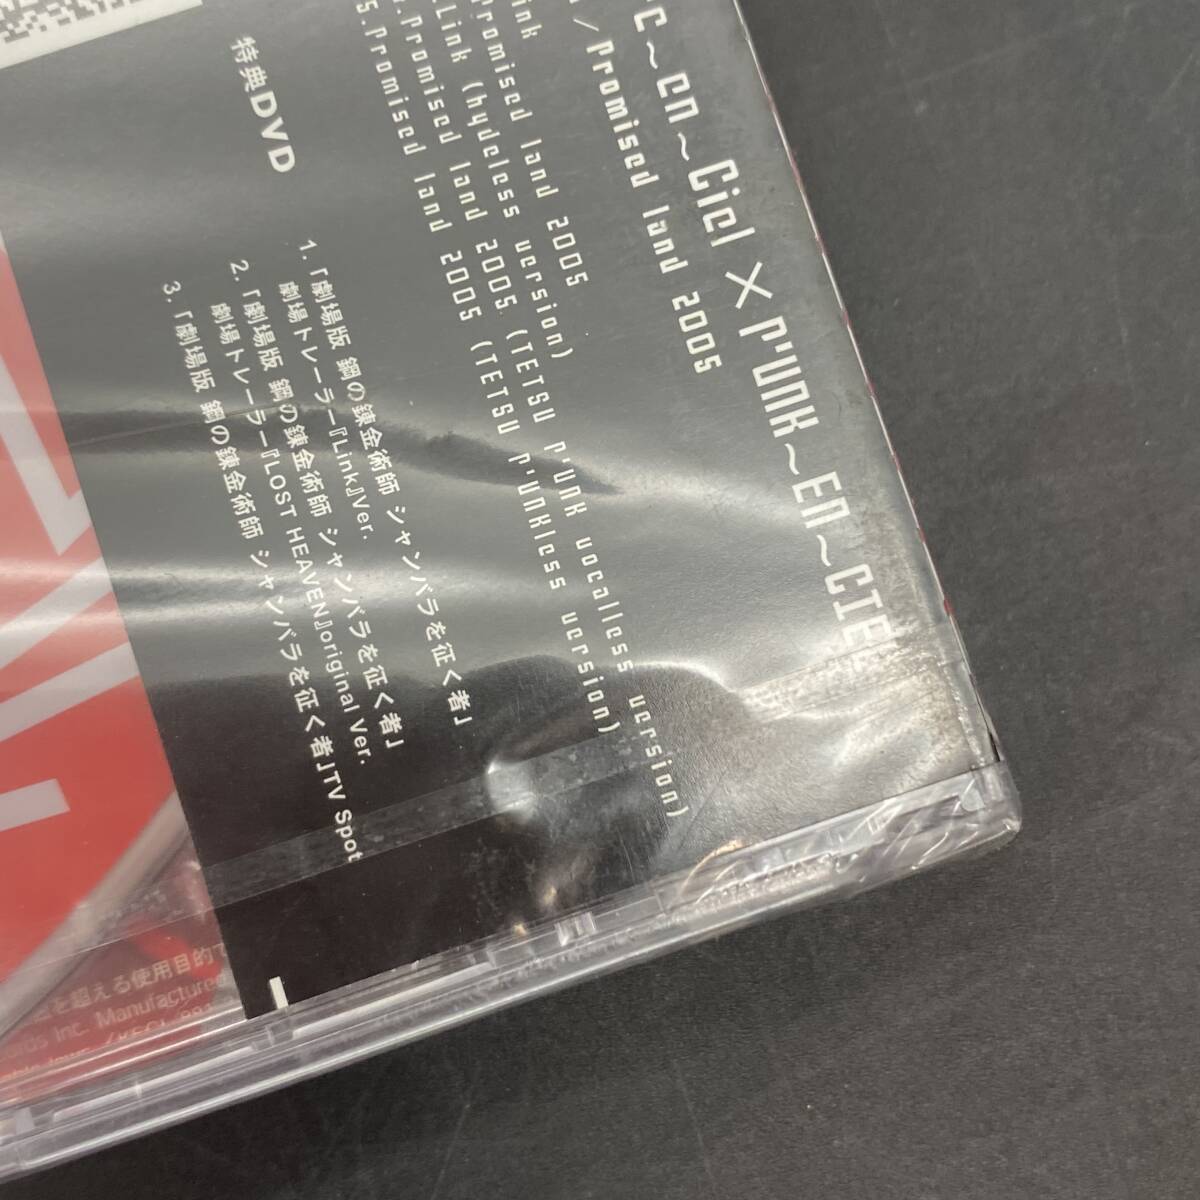 ~en~Ciel × P'UNK~EN~CIE
/ Promised land 2005
Promised land 2005
Link (hydeless version)
Promised land 2005 (TETSU P'UNK vocalless version)
5.Promised land 2005 (TETSU P'UNKless version)
特典DVD
1.「劇場版 鋼の錬金術師 シャンバラを征く者」
劇場トレーラー『Link』Ver.
2.「劇場版 鋼の錬金術師 シャンバラを征く者」
劇場トレーラー『LOST HEAVEN』original Ver.
3.「劇場版 鋼の錬金術師 シャンバラを征く者」TV Spot
を超える使用目的で
Inc. Manufactured